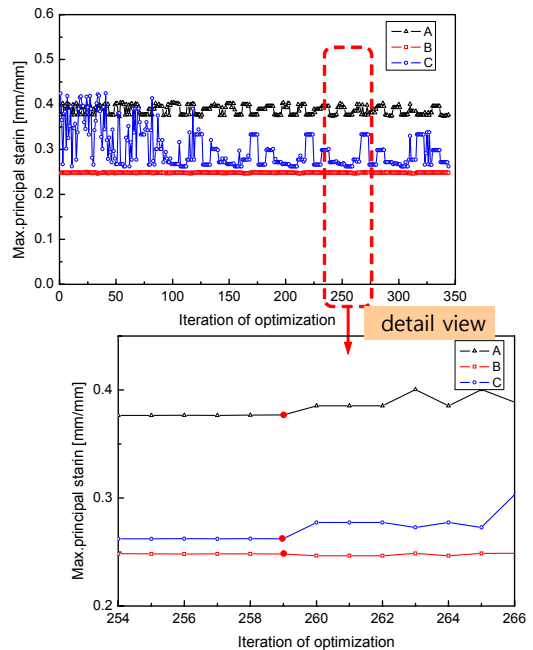 0.6
0.5
0.4
0.3
0.2
0.1
0.0
Max.principal starin [mm/mm]
A
B
C
0 50 100 150 200 250 300 350
Iteration of optimization
detail view
0.4
0.3
0.2
Max.principal starin [mm/mm]
A
B
C
254 256 258 260 262 264 266
Iteration of optimization